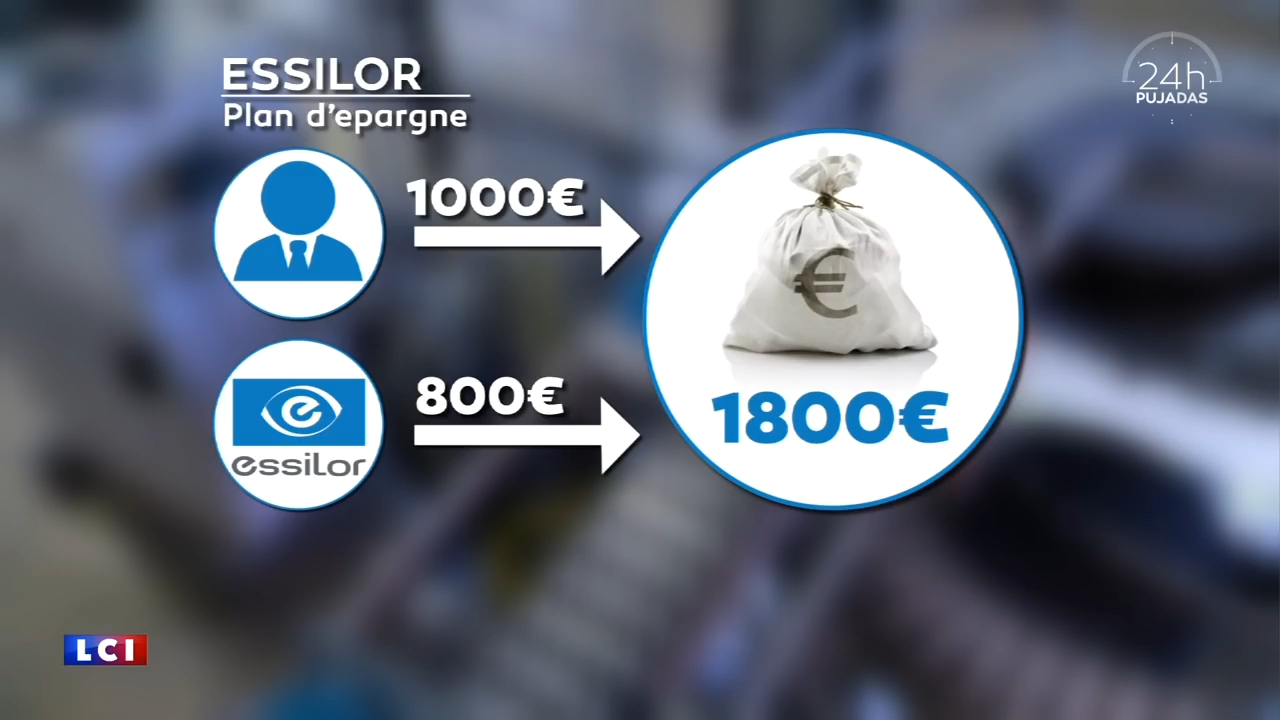 ESSILOR
Plan d'epargne
24h
PUJADAS
1000€
800€
essilor
€
1800€
LCI